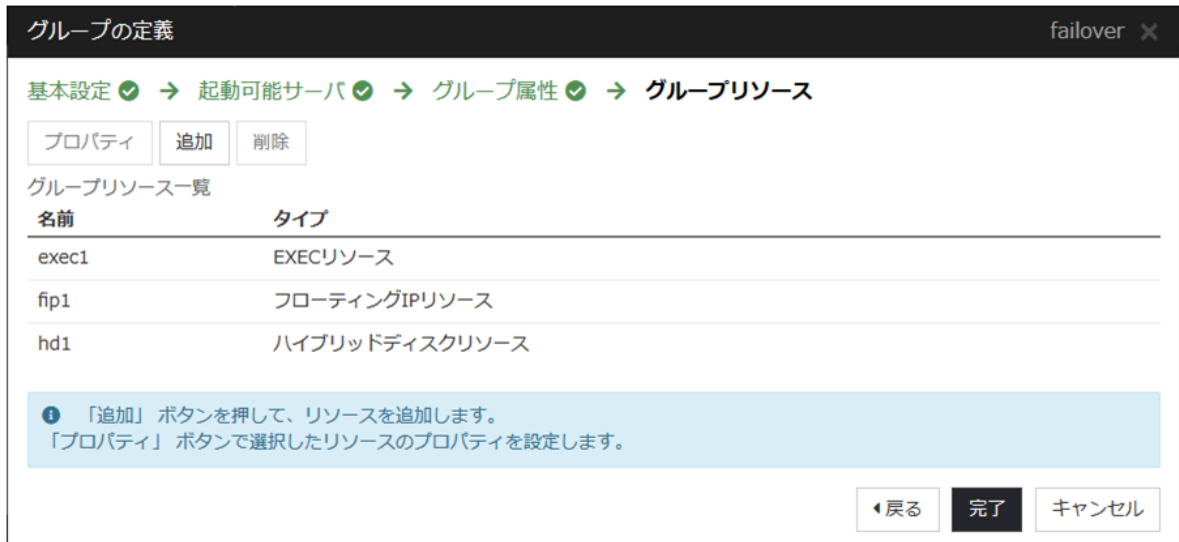 グループの定義 failover
基本設定 → 起動可能サーバ → グループ属性 → グループリソース
プロパティ 追加 削除
グループリソース一覧
名前 タイプ
exec1 EXECリソース
fip1 フローティングIPリソース
hd1 ハイブリッドディスクリソース
「追加」 ボタンを押して、リソースを追加します。
「プロパティ」 ボタンで選択したリソースのプロパティを設定します。
戻る 完了 キャンセル